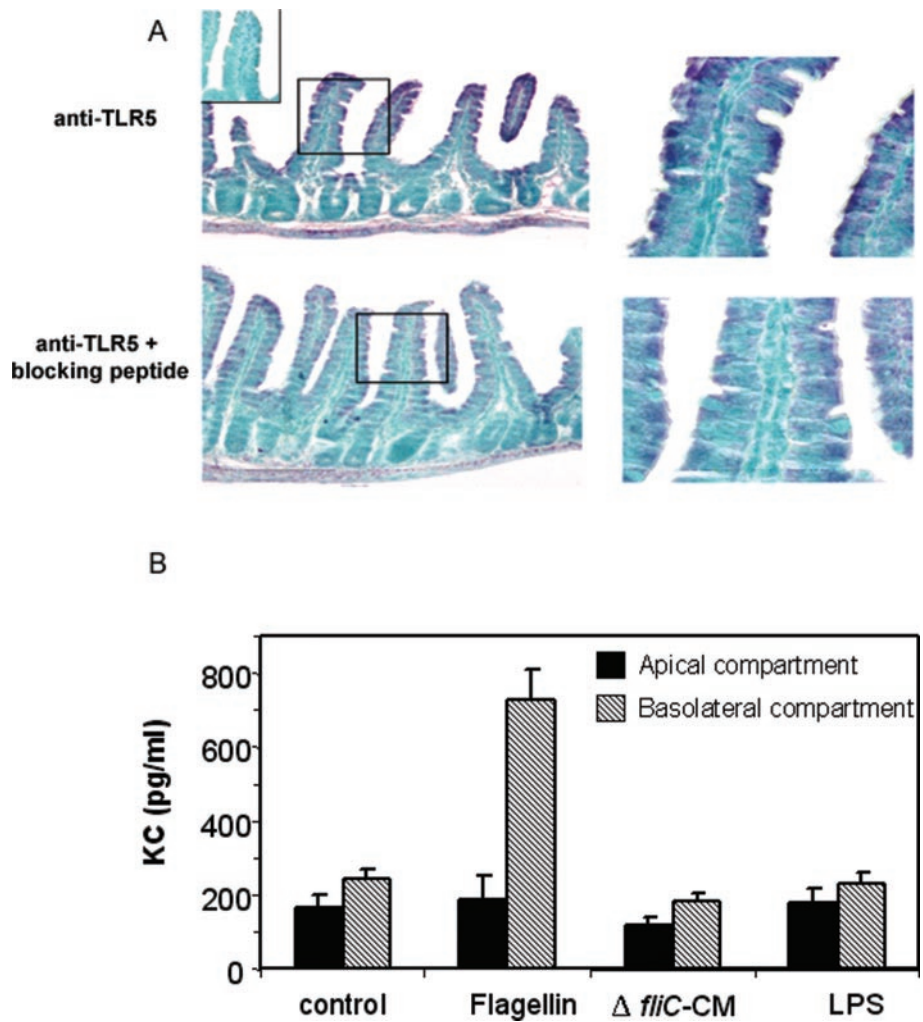 A
anti-TLR5
anti-TLR5 +
blocking peptide
B
KC (pg/ml)
800
600
400
200
0
Apical compartment
Basolateral compartment
control
Flagellin
Δ fliC-CM
LPS